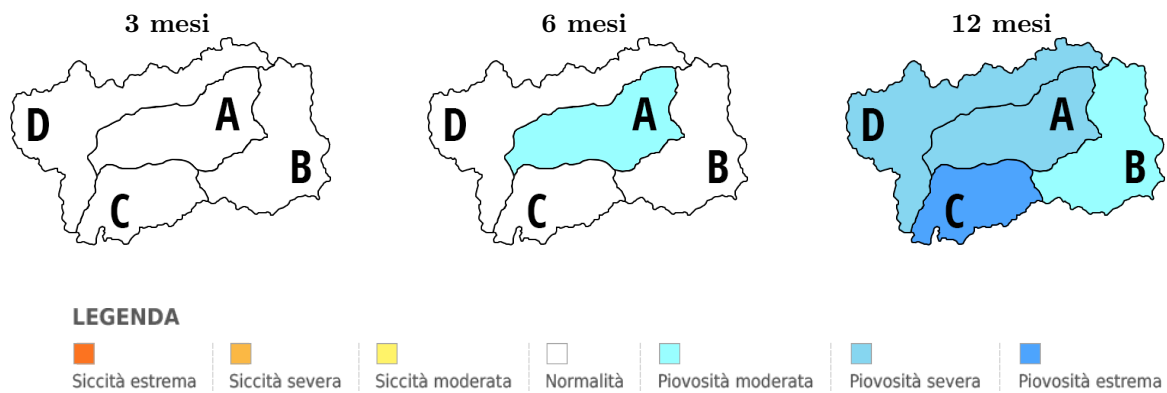 3 mesi
6 mesi
12 mesi
D
A
B
C
D
A
B
C
D
A
B
C
LEGENDA
Siccità estrema
Siccità severa
Siccità moderata
Normalità
Piovosità moderata
Piovosità severa
Piovosità estrema